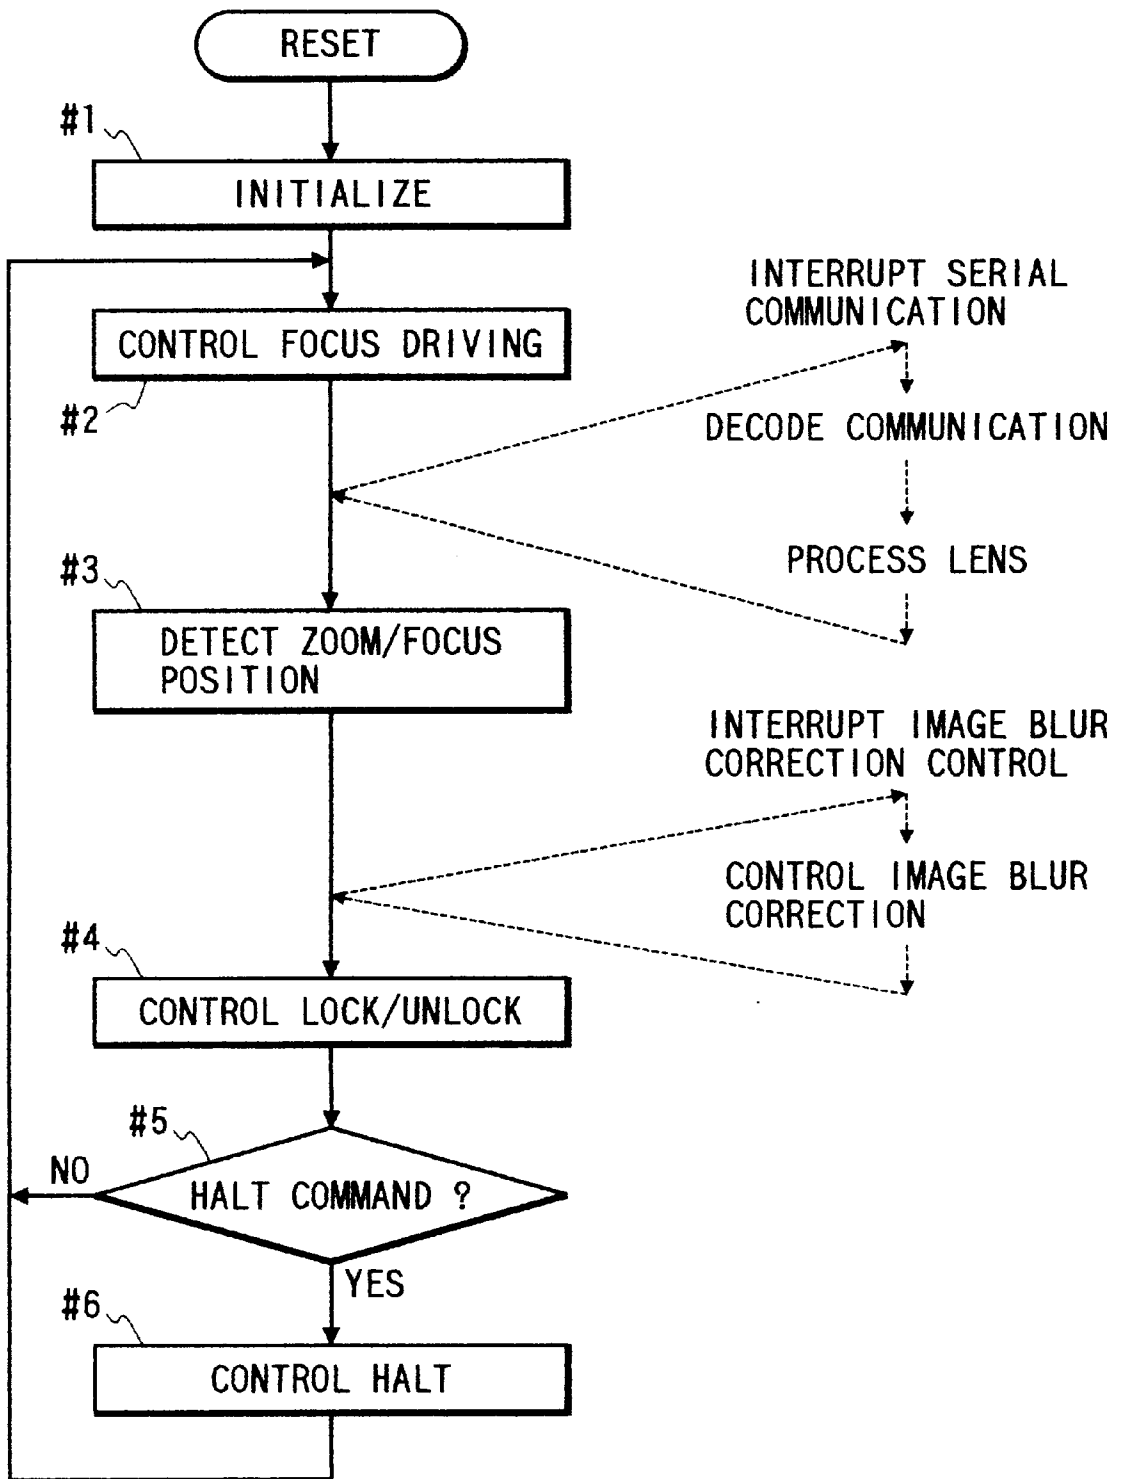 RESET
#1
INITIALIZE
INTERRUPT SERIAL
COMMUNICATION
CONTROL FOCUS DRIVING
#2
DECODE COMMUNICATION
PROCESS LENS
#3
DETECT ZOOM/FOCUS
POSITION
INTERRUPT IMAGE BLUR
CORRECTION CONTROL
CONTROL IMAGE BLUR
CORRECTION
#4
CONTROL LOCK/UNLOCK
#5
NO
HALT COMMAND ?
YES
#6
CONTROL HALT